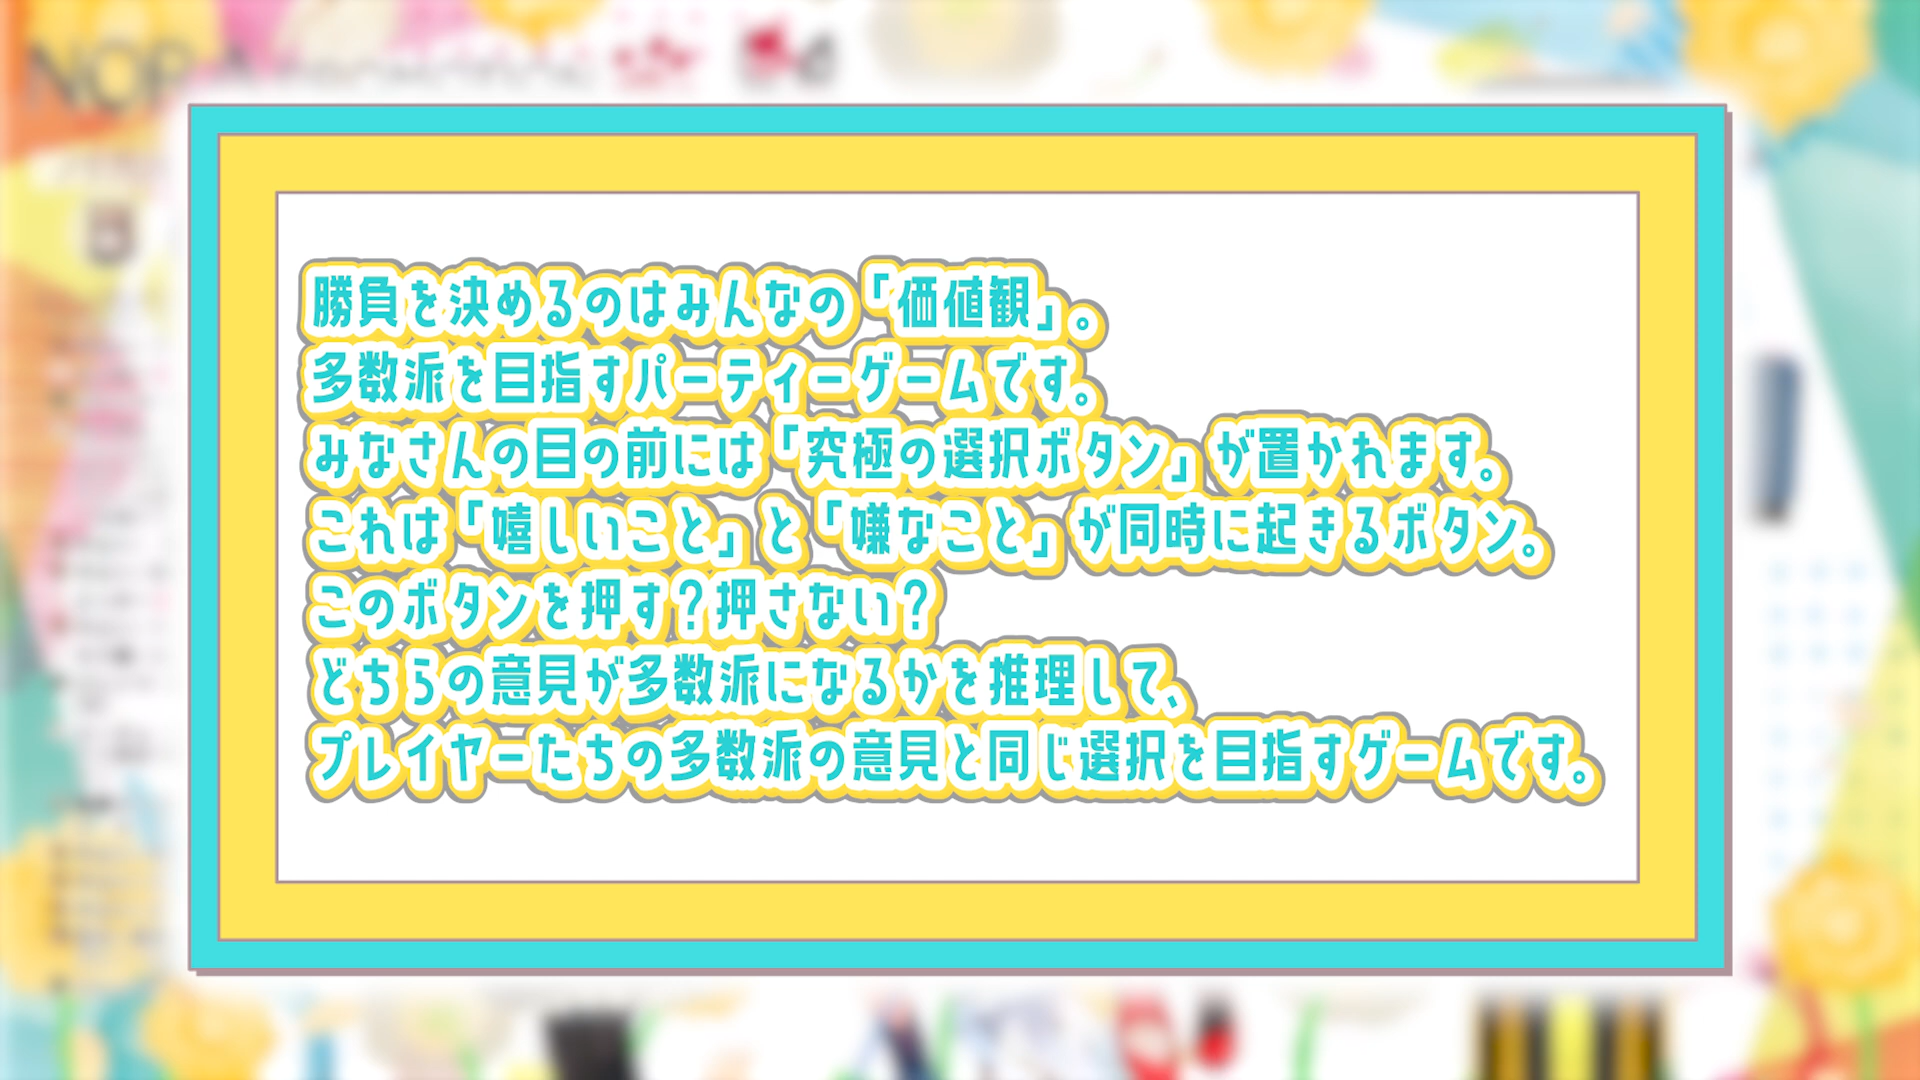 勝負を決めるのはみんなの「価値観」。
多数派を目指すパーティーゲームです。
みなさんの目の前には「究極の選択ボタン」が置かれます。
これは「嬉しいこと」と「嫌なこと」が同時に起きるボタン。
このボタンを押す？押さない？
どちらの意見が多数派になるかを推理して、
プレイヤーたちの多数派の意見と同じ選択を目指すゲームです。